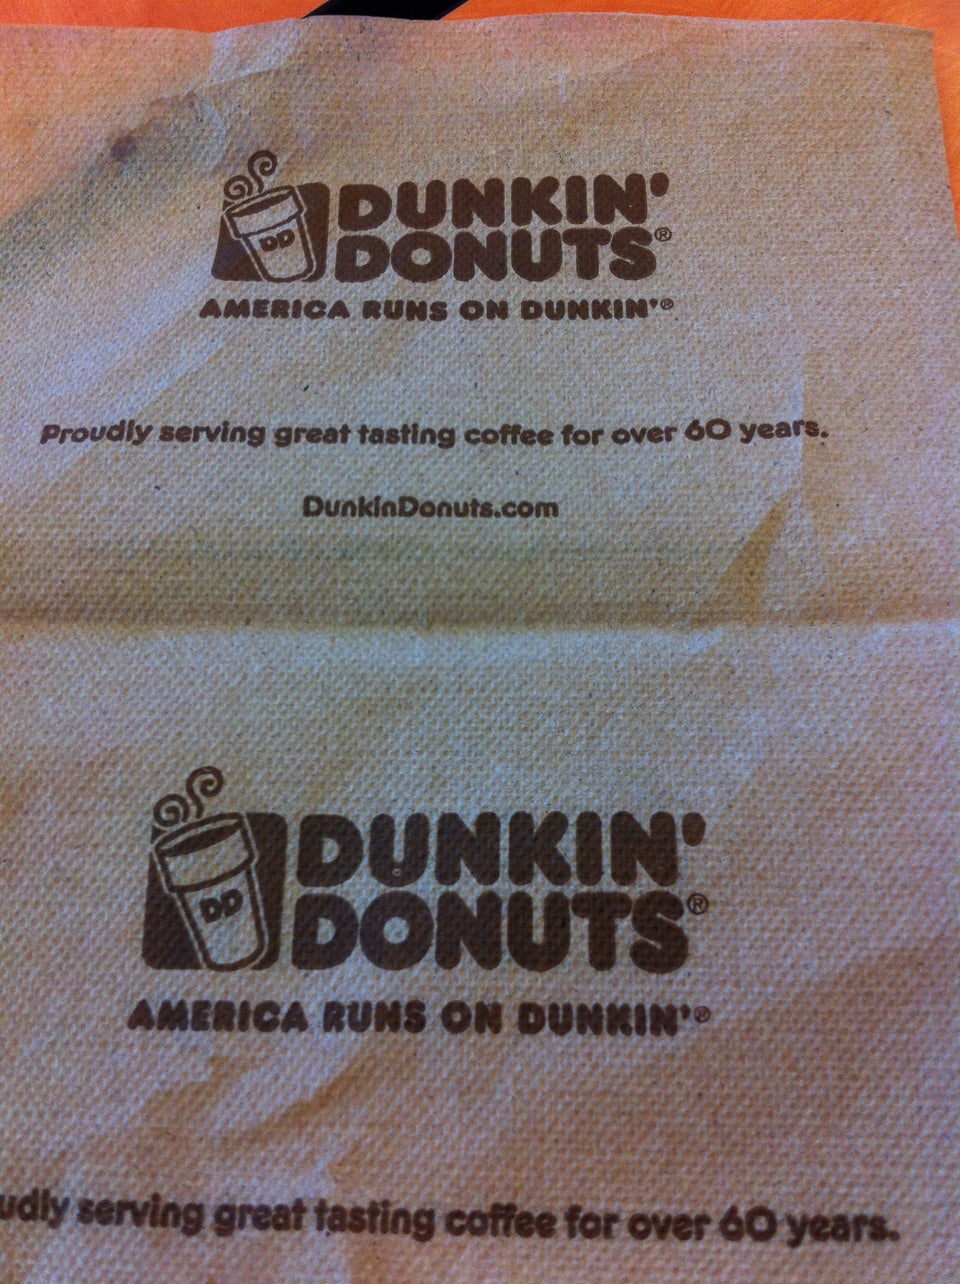 DUNKIN'
DONUTS®
DD
AMERICA RUNS ON DUNKIN'®
Proudly serving great tasting coffee for over 60 years.
DunkinDonuts.com
DUNKIN'
DONUTS®
DD
AMERICA RUNS ON DUNKIN'®
udly serving great tasting coffee for over 60 years.